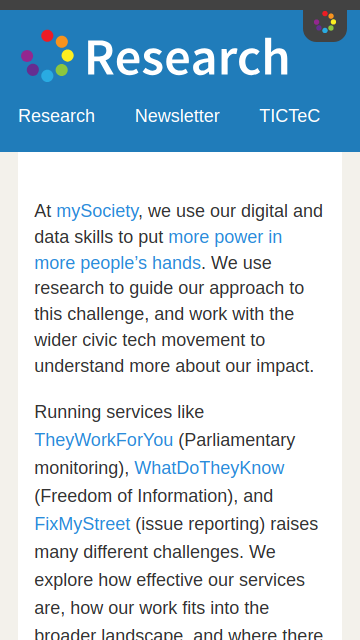 Research
Research Newsletter TICTeC
At mySociety, we use our digital and
data skills to put more power in
more people’s hands. We use
research to guide our approach to
this challenge, and work with the
wider civic tech movement to
understand more about our impact.
Running services like
TheyWorkForYou (Parliamentary
monitoring), WhatDoTheyKnow
(Freedom of Information), and
FixMyStreet (issue reporting) raises
many different challenges. We
explore how effective our services
are, how our work fits into the
broader landscape, and where there